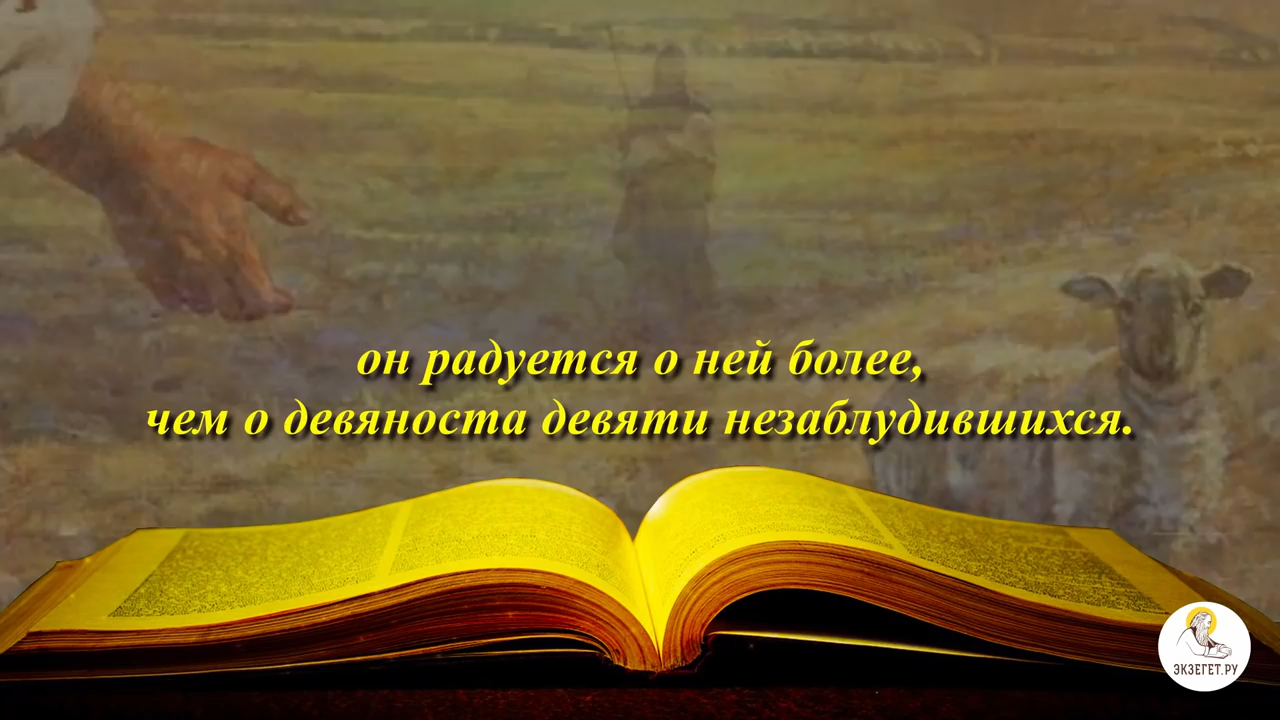 он радуется о ней более,
чем о девяноста девяти незаблудившихся.
ЭКЗЕГЕТ.РУ